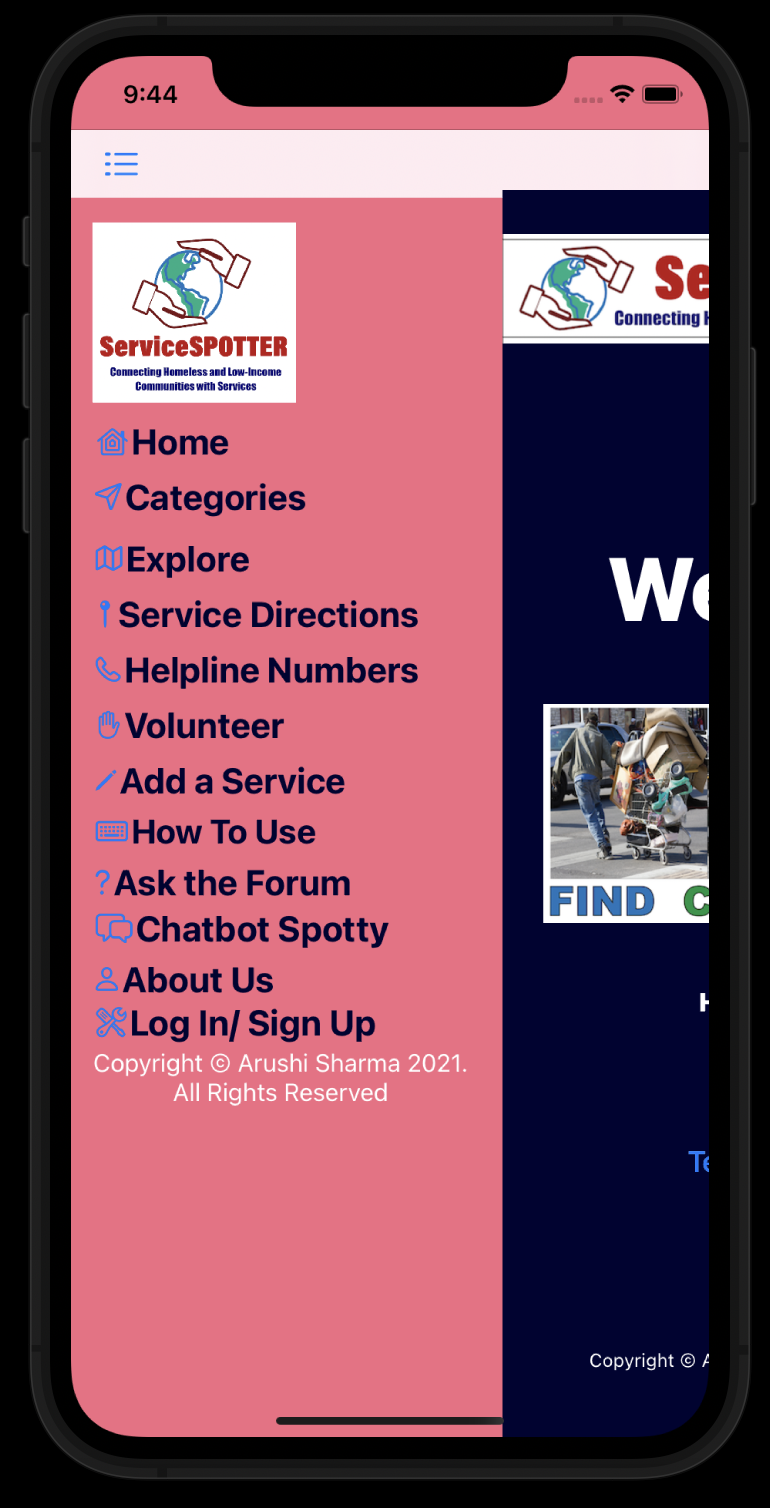 9:44
ServiceSPOTTER
Connecting Homeless and Low-Income
Communities with Services
Home
Categories
Explore
Service Directions
Helpline Numbers
Volunteer
Add a Service
How To Use
Ask the Forum
Chatbot Spotty
About Us
Log In/ Sign Up
Copyright © Arushi Sharma 2021.
All Rights Reserved
Se
Connecting H
We
FIND C
H
Te
Copyright © A